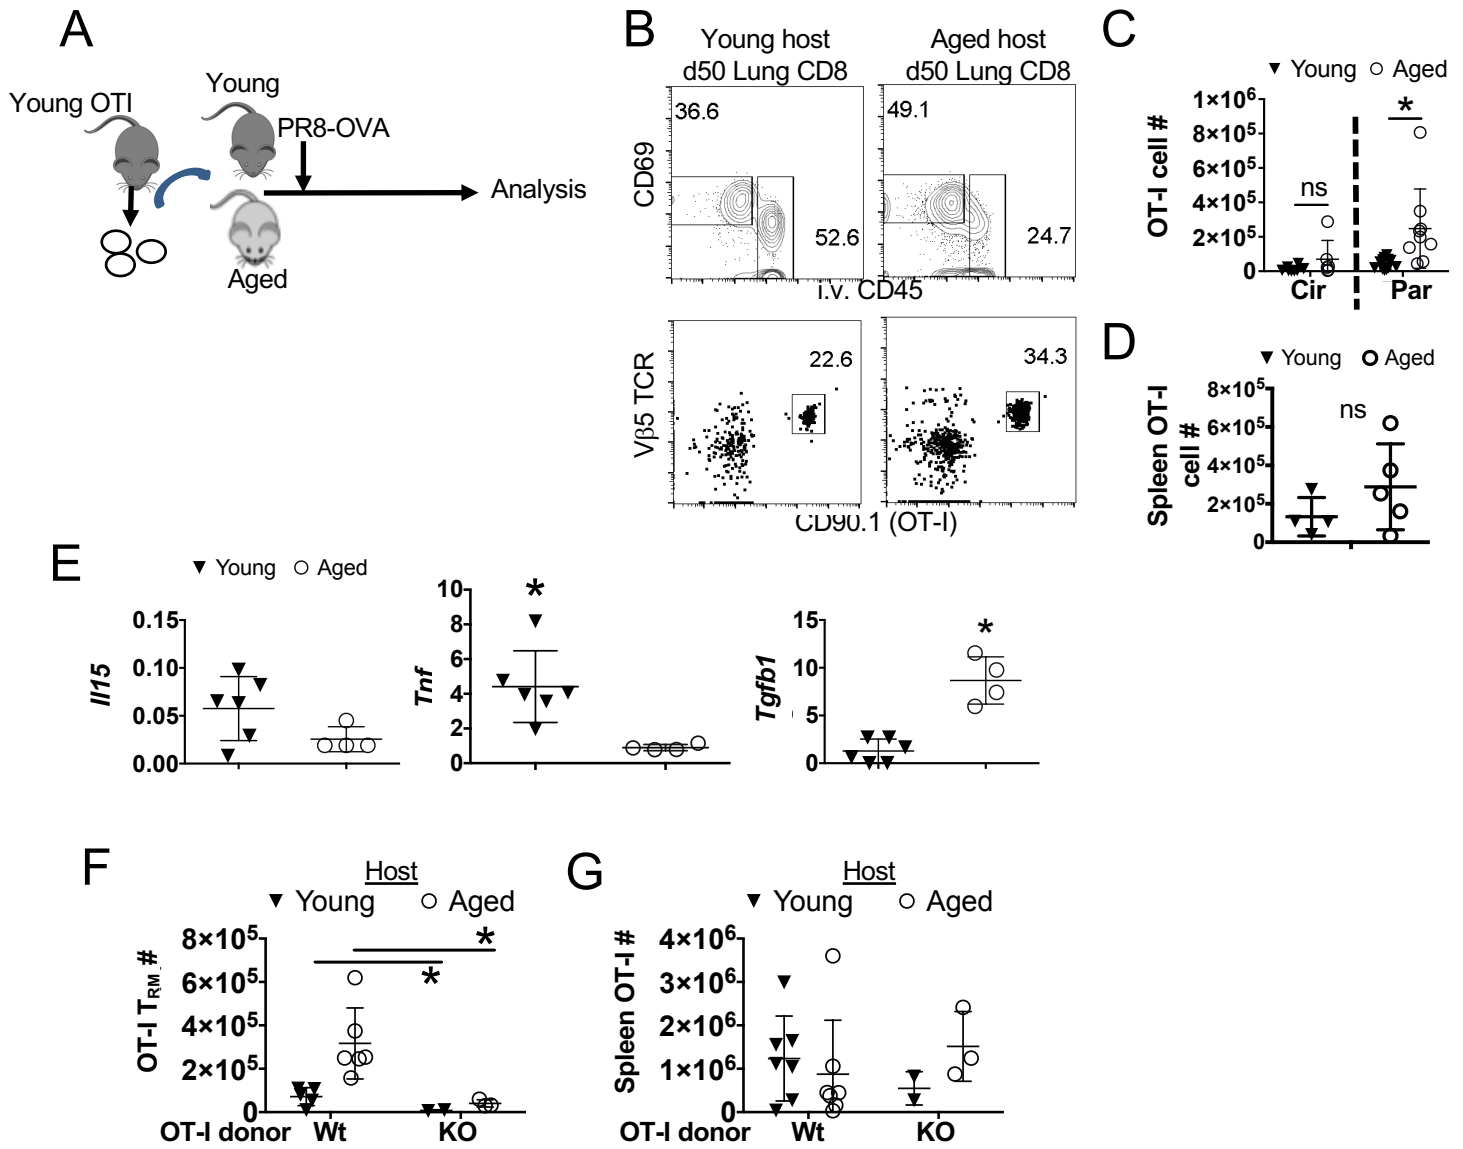 A
Young OTI
Young
PR8-OVA
Analysis
Aged
B
Young host
d50 Lung CD8
Aged host
d50 Lung CD8
CD69
36.6
52.6
49.1
24.7
i.v. CD45
Vβ5 TCR
22.6
34.3
CD90.1 (OT-I)
C
Young Aged
OT-I cell #
1×10⁶
8×10⁵
6×10⁵
4×10⁵
2×10⁵
0
ns
*
Cir Par
D
Young Aged
Spleen OT-I
cell #
8×10⁵
6×10⁵
4×10⁵
2×10⁵
0
ns
E
Young Aged
Il15
0.15
0.10
0.05
0.00
Tnf
10
8
6
4
2
0
*
Tgfb1
15
10
5
0
*
F
Host
Young Aged
OT-I TRM #
8×10⁵
6×10⁵
4×10⁵
2×10⁵
0
*
*
OT-I donor Wt KO
G
Host
Young Aged
Spleen OT-I #
4×10⁶
3×10⁶
2×10⁶
1×10⁶
0
OT-I donor Wt KO